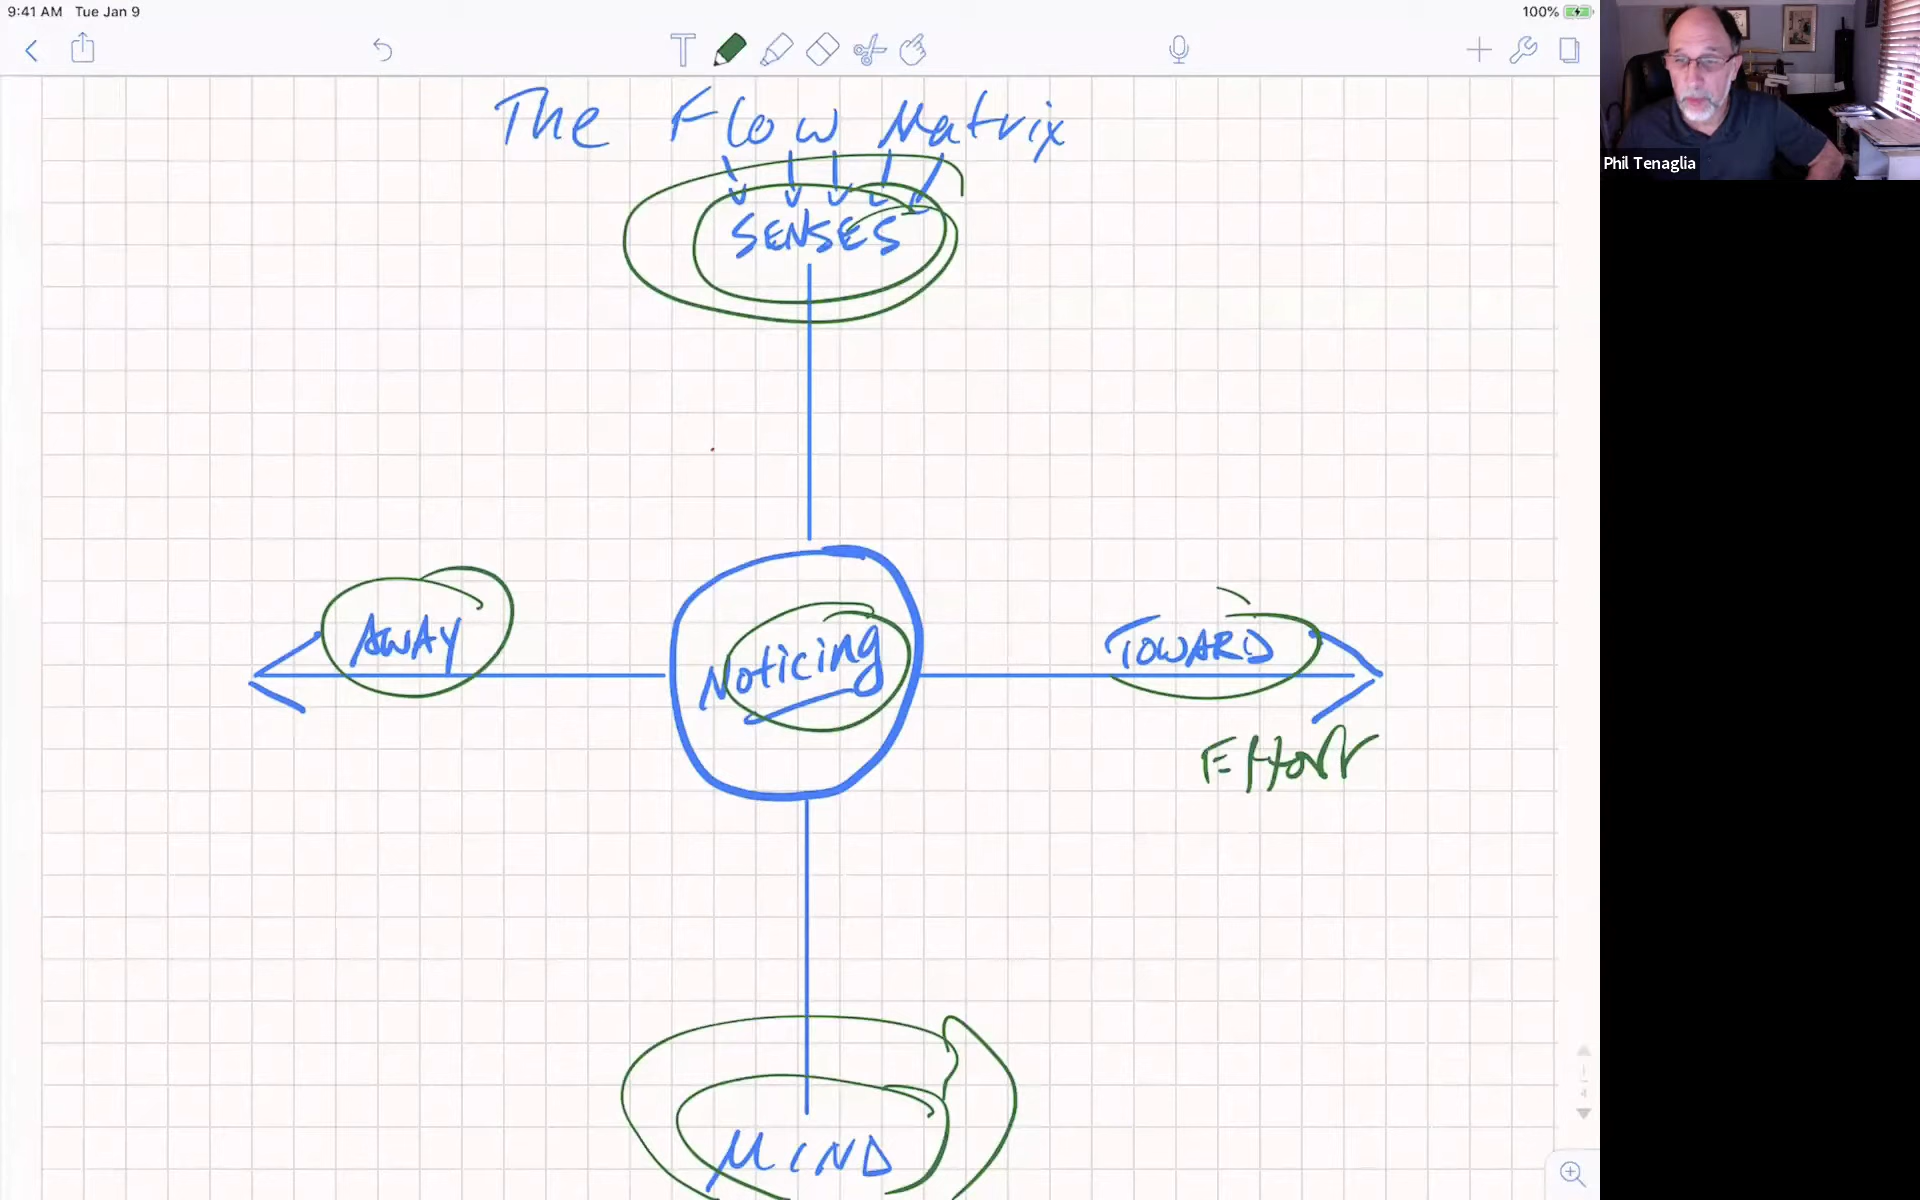 9:41 AM Tue Jan 9
100%
T
The Flow Matrix
SENSES
Phil Tenaglia
AWAY
Noticing
TOWARD
Effort
MIND